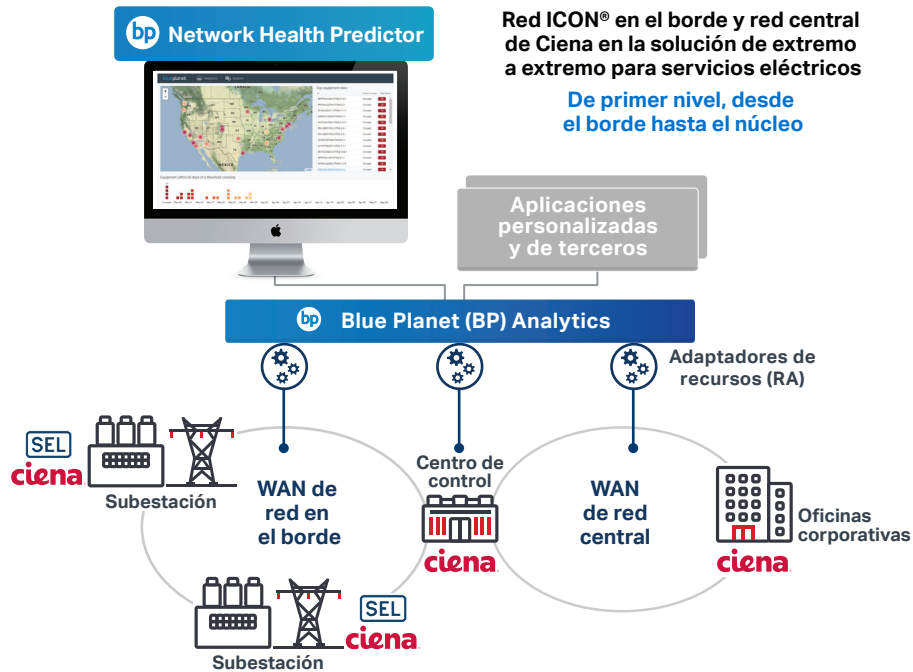 bp Network Health Predictor
Red ICON® en el borde y red central
de Ciena en la solución de extremo
a extremo para servicios eléctricos
De primer nivel, desde
el borde hasta el núcleo
Aplicaciones
personalizadas
y de terceros
bp Blue Planet (BP) Analytics
Adaptadores de
recursos (RA)
SEL
ciena
Subestación
WAN de
red en
el borde
Centro de
control
ciena
WAN
de red
central
Oficinas
corporativas
ciena
SEL
ciena
Subestación